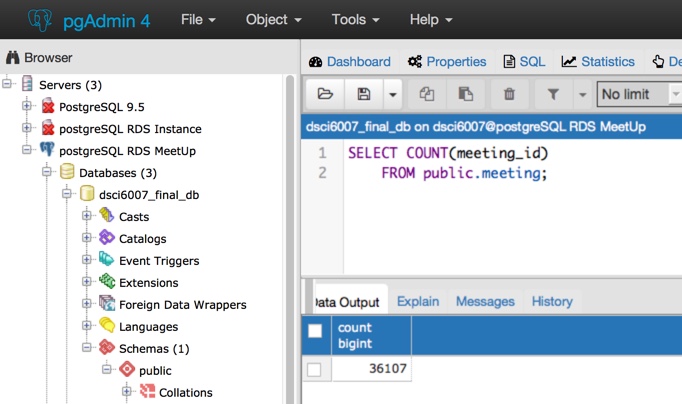 pgAdmin 4 File Object Tools Help
Browser
Servers (3)
PostgreSQL 9.5
postgreSQL RDS Instance
postgreSQL RDS MeetUp
Databases (3)
dsci6007_final_db
Casts
Catalogs
Event Triggers
Extensions
Foreign Data Wrappers
Languages
Schemas (1)
public
Collations
Dashboard Properties SQL Statistics De
No limit
dsci6007_final_db on dsci6007@postgreSQL RDS MeetUp
1 SELECT COUNT(meeting_id)
2 FROM public.meeting;
Data Output Explain Messages History
count
bigint
36107